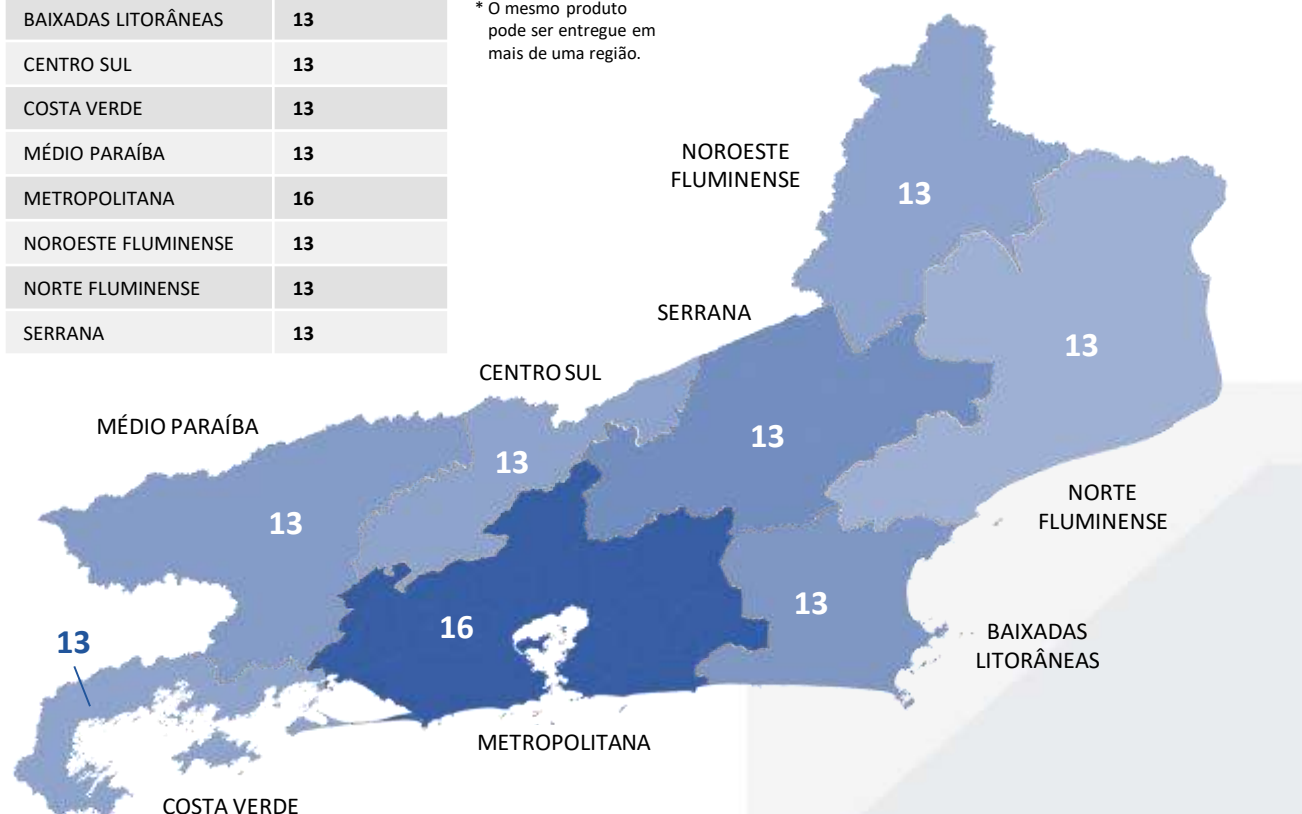 BAIXADAS LITORÂNEAS 13
CENTRO SUL 13
COSTA VERDE 13
MÉDIO PARAÍBA 13
METROPOLITANA 16
NOROESTE FLUMINENSE 13
NORTE FLUMINENSE 13
SERRANA 13
* O mesmo produto
pode ser entregue em
mais de uma região.
NOROESTE
FLUMINENSE
13
SERRANA
13
CENTRO SUL
MÉDIO PARAÍBA
13
13
13
NORTE
FLUMINENSE
13
16
13
BAIXADAS
LITORÂNEAS
METROPOLITANA
COSTA VERDE